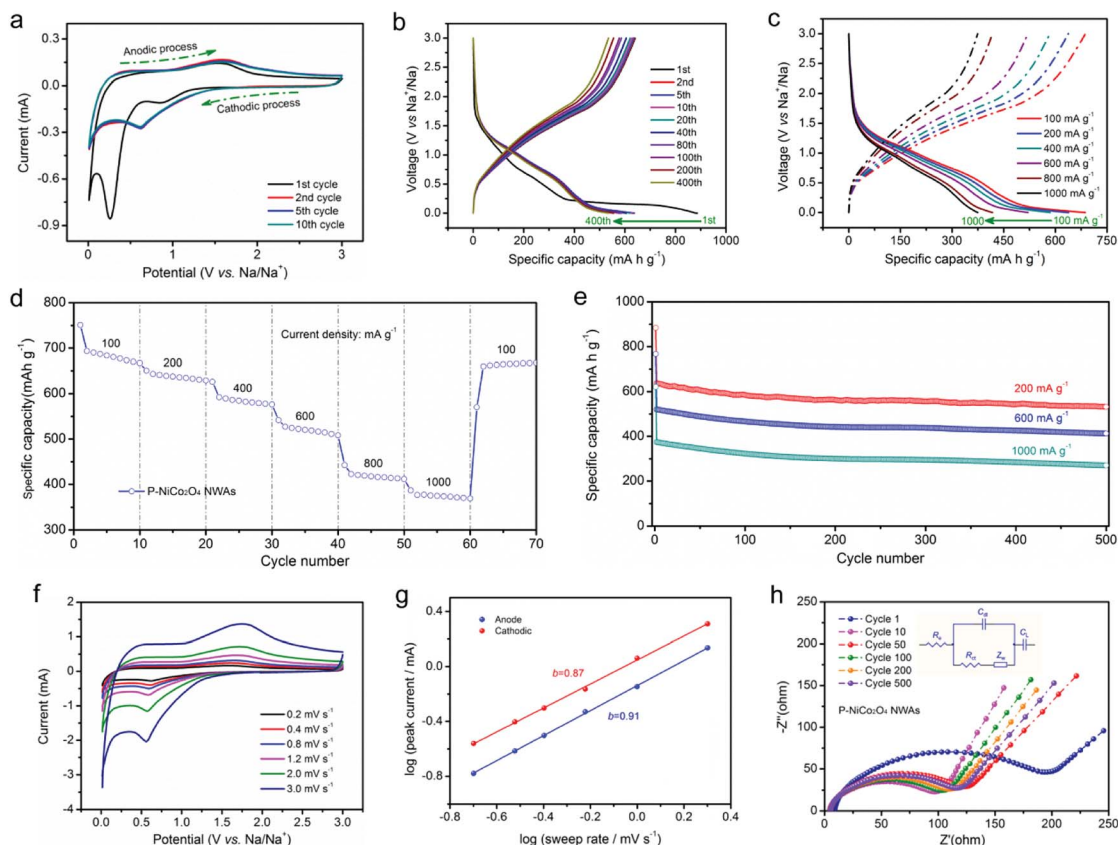 a
Current (mA)
0.3
0.0
-0.3
-0.6
-0.9
Anodic process
Cathodic process
1st cycle
2nd cycle
5th cycle
10th cycle
0 1 2 3
Potential (V vs. Na/Na⁺)
b
Voltage (V vs Na⁺/Na)
3.0
2.5
2.0
1.5
1.0
0.5
0.0
1st
2nd
5th
10th
20th
40th
80th
100th
200th
400th
400th 1st
0 200 400 600 800 1000
Specific capacity (mA h g⁻¹)
c
Voltage (V vs Na⁺/Na)
3.0
2.5
2.0
1.5
1.0
0.5
0.0
100 mA g⁻¹
200 mA g⁻¹
400 mA g⁻¹
600 mA g⁻¹
800 mA g⁻¹
1000 mA g⁻¹
1000 100 mA g⁻¹
0 150 300 450 600 750
Specific capacity (mA h g⁻¹)
d
Specific capacity(mAh g⁻¹)
800
700
600
500
400
300
Current density: mA g⁻¹
100
200
400
600
800
1000
100
P-NiCo₂O₄ NWAs
0 10 20 30 40 50 60 70
Cycle number
e
Specific capacity (mA h g⁻¹)
1000
800
600
400
200
0
200 mA g⁻¹
600 mA g⁻¹
1000 mA g⁻¹
0 100 200 300 400 500
Cycle number
f
Current (mA)
2
1
0
-1
-2
-3
-4
0.2 mV s⁻¹
0.4 mV s⁻¹
0.8 mV s⁻¹
1.2 mV s⁻¹
2.0 mV s⁻¹
3.0 mV s⁻¹
0.0 0.5 1.0 1.5 2.0 2.5 3.0
Potential (V vs. Na/Na⁺)
g
log (peak current / mA)
0.4
0.0
-0.4
-0.8
Anode
Cathodic
b=0.87
b=0.91
-0.8 -0.6 -0.4 -0.2 0.0 0.2 0.4
log (sweep rate / mV s⁻¹)
h
-Z''(ohm)
250
200
150
100
50
0
Cycle 1
Cycle 10
Cycle 50
Cycle 100
Cycle 200
Cycle 500
P-NiCo₂O₄ NWAs
0 50 100 150 200 250
Z'(ohm)